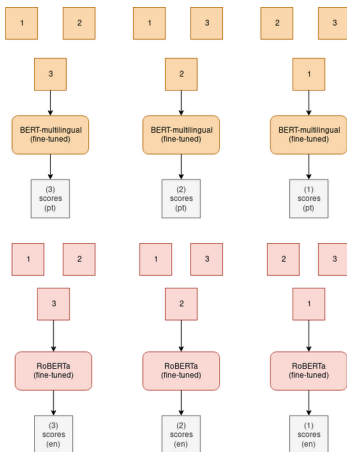 1 2 1 3 2 3
3 2 1
BERT-multilingual BERT-multilingual BERT-multilingual
(fine-tuned) (fine-tuned) (fine-tuned)
(3) (2) (1)
scores scores scores
(pt) (pt) (pt)
1 2 1 3 2 3
3 2 1
RoBERTa RoBERTa RoBERTa
(fine-tuned) (fine-tuned) (fine-tuned)
(3) (2) (1)
scores scores scores
(en) (en) (en)